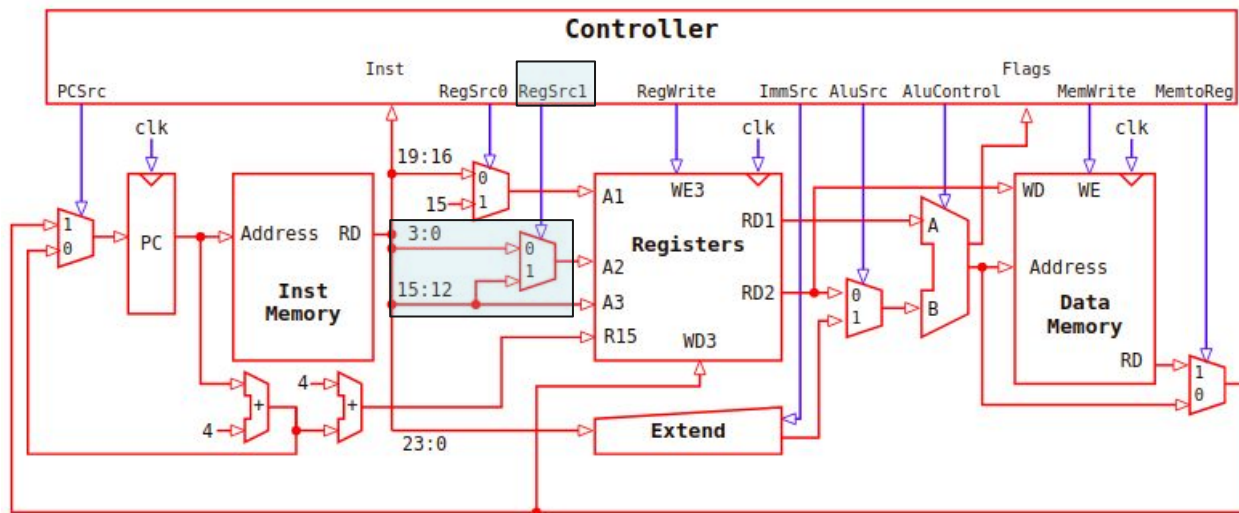 Controller
Inst
Flags
PCSrc
RegSrc0
RegSrc1
RegWrite
ImmSrc
AluSrc
AluControl
MemWrite
MemtoReg
clk
clk
clk
19:16
0
1
15
WE3
A1
RD1
Registers
A2
RD2
A3
R15
WD3
1
0
PC
Address
RD
Inst
Memory
3:0
0
1
15:12
A
B
0
1
WD
WE
Address
Data
Memory
RD
1
0
4
+
4
+
23:0
Extend